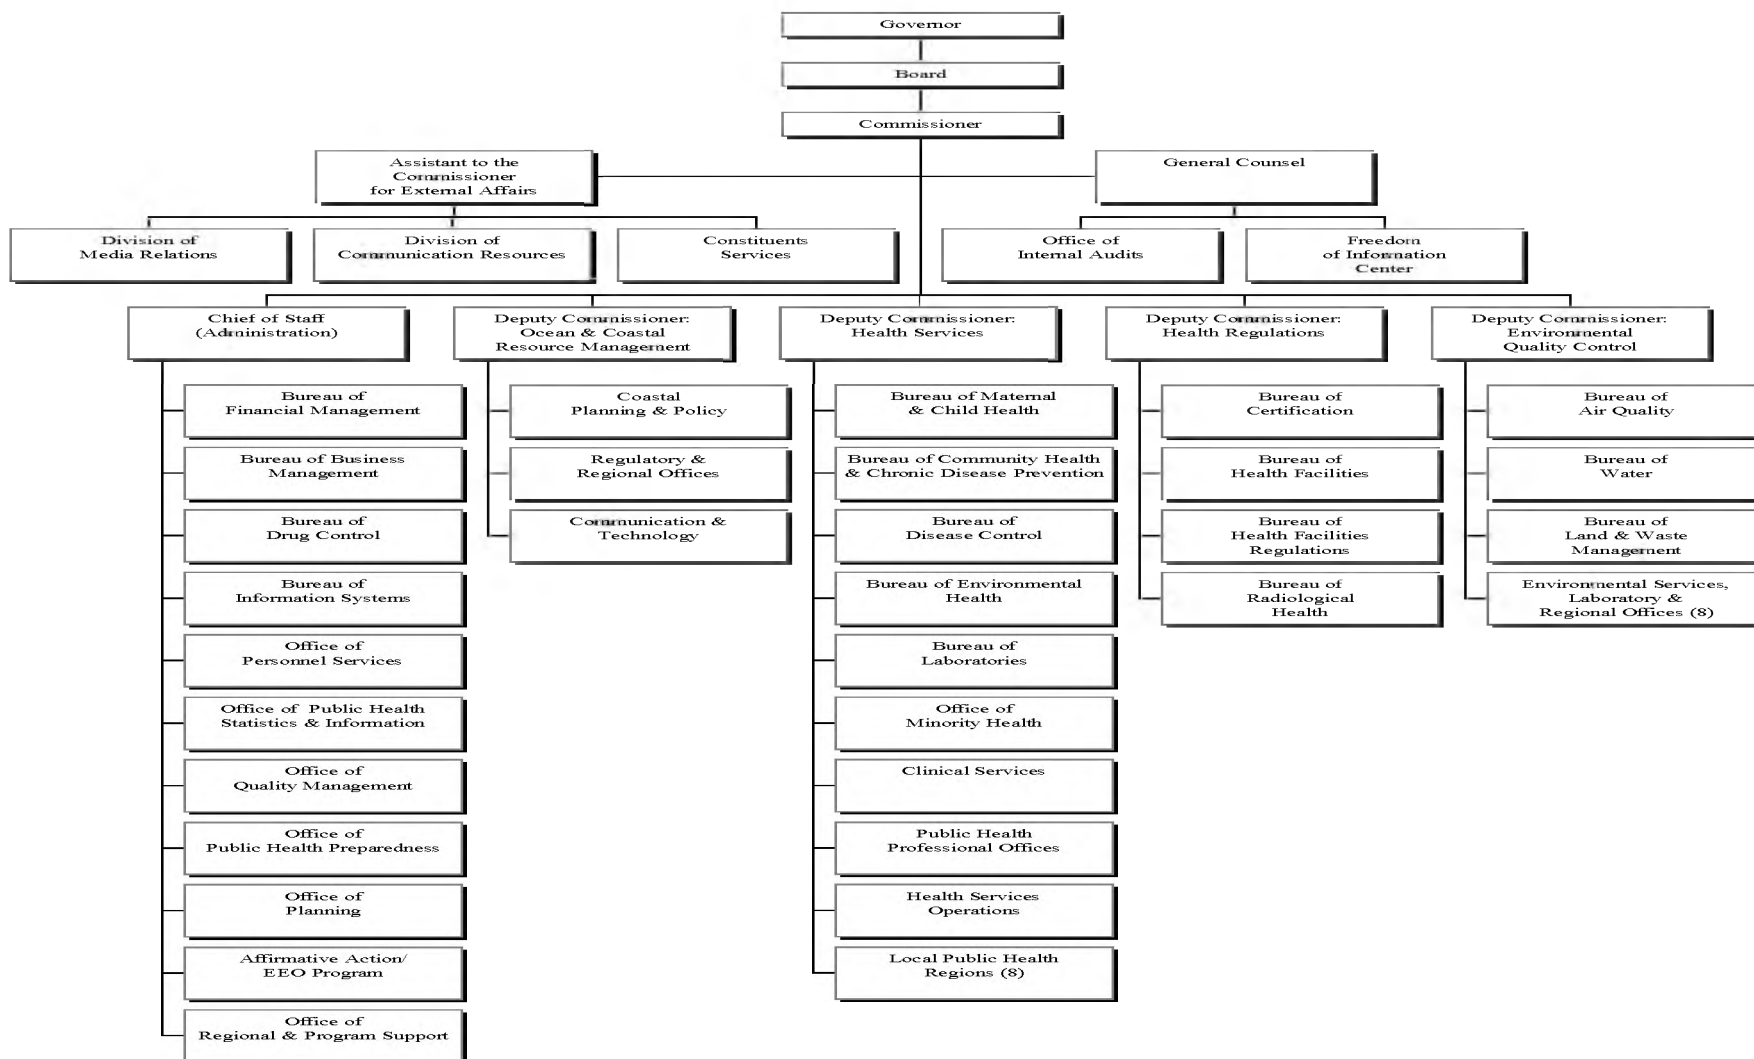 Governor
Board
Commissioner
Assistant to the
Commissioner
for External Affairs
General Counsel
Division of
Media Relations
Division of
Communication Resources
Constituents
Services
Office of
Internal Audits
Freedom
of Information
Center
Chief of Staff
(Administration)
Deputy Commissioner:
Ocean & Coastal
Resource Management
Deputy Commissioner:
Health Services
Deputy Commissioner:
Health Regulations
Deputy Commissioner:
Environmental
Quality Control
Bureau of
Financial Management
Bureau of Business
Management
Bureau of
Drug Control
Bureau of
Information Systems
Office of
Personnel Services
Office of Public Health
Statistics & Information
Office of
Quality Management
Office of
Public Health Preparedness
Office of
Planning
Affirmative Action/
EEO Program
Office of
Regional & Program Support
Coastal
Planning & Policy
Regulatory &
Regional Offices
Communication &
Technology
Bureau of Maternal
& Child Health
Bureau of Community Health
& Chronic Disease Prevention
Bureau of
Disease Control
Bureau of Environmental
Health
Bureau of
Laboratories
Office of
Minority Health
Clinical Services
Public Health
Professional Offices
Health Services
Operations
Local Public Health
Regions (8)
Bureau of
Certification
Bureau of
Health Facilities
Bureau of
Health Facilities
Regulations
Bureau of
Radiological
Health
Bureau of
Air Quality
Bureau of
Water
Bureau of
Land & Waste
Management
Environmental Services,
Laboratory &
Regional Offices (8)